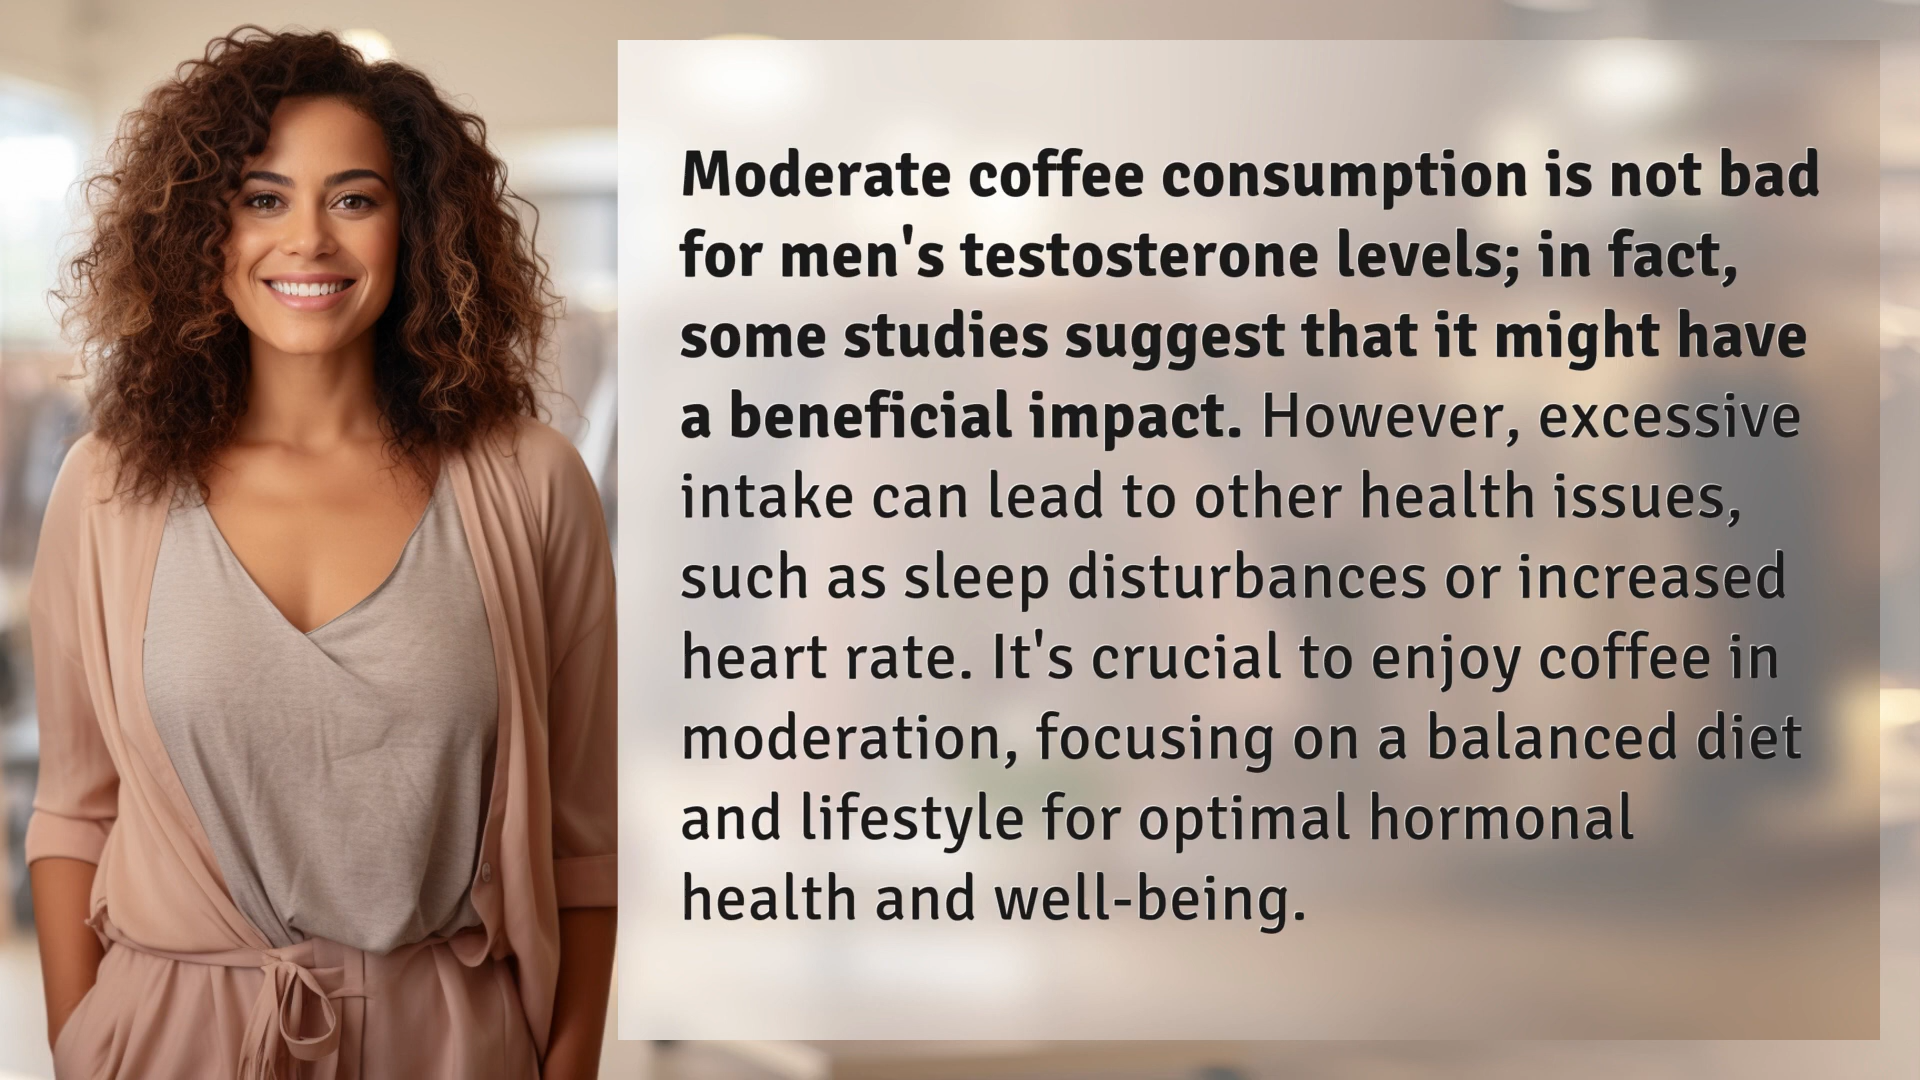 Moderate coffee consumption is not bad
for men's testosterone levels; in fact,
some studies suggest that it might have
a beneficial impact. However, excessive
intake can lead to other health issues,
such as sleep disturbances or increased
heart rate. It's crucial to enjoy coffee in
moderation, focusing on a balanced diet
and lifestyle for optimal hormonal
health and well-being.